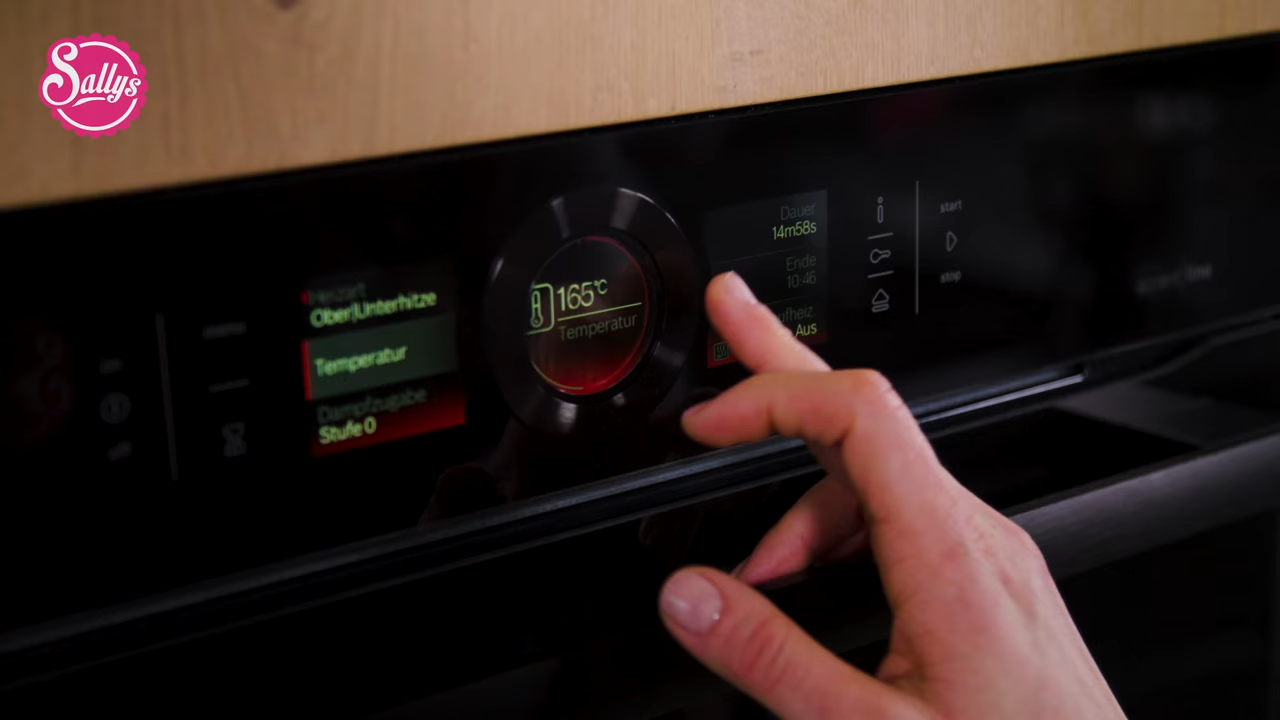 Sallys
Heizart
Ober|Unterhitze
Temperatur
Dampfzugabe
Stufe 0
165°C
Temperatur
Dauer
14m58s
Ende
10:46
Aus
start
stop